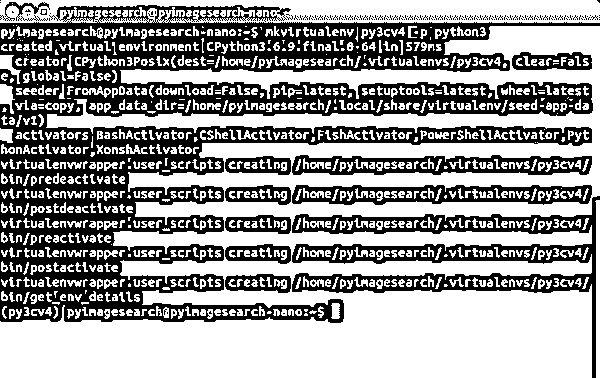 pyimagesearch@pyimagesearch-nano: ~
pyimagesearch@pyimagesearch-nano:~$ mkvirtualenv py3cv4 -p python3
created virtual environment CPython3.6.9.final.0-64 in 579ms
creator CPython3Posix(dest=/home/pyimagesearch/.virtualenvs/py3cv4, clear=Fals
e, global=False)
seeder FromAppData(download=False, pip=latest, setuptools=latest, wheel=latest
, via=copy, app_data_dir=/home/pyimagesearch/.local/share/virtualenv/seed-app-da
ta/v1)
activators BashActivator,CShellActivator,FishActivator,PowerShellActivator,Pyt
honActivator,XonshActivator
virtualenvwrapper.user_scripts creating /home/pyimagesearch/.virtualenvs/py3cv4/
bin/predeactivate
virtualenvwrapper.user_scripts creating /home/pyimagesearch/.virtualenvs/py3cv4/
bin/postdeactivate
virtualenvwrapper.user_scripts creating /home/pyimagesearch/.virtualenvs/py3cv4/
bin/preactivate
virtualenvwrapper.user_scripts creating /home/pyimagesearch/.virtualenvs/py3cv4/
bin/postactivate
virtualenvwrapper.user_scripts creating /home/pyimagesearch/.virtualenvs/py3cv4/
bin/get_env_details
(py3cv4) pyimagesearch@pyimagesearch-nano:~$